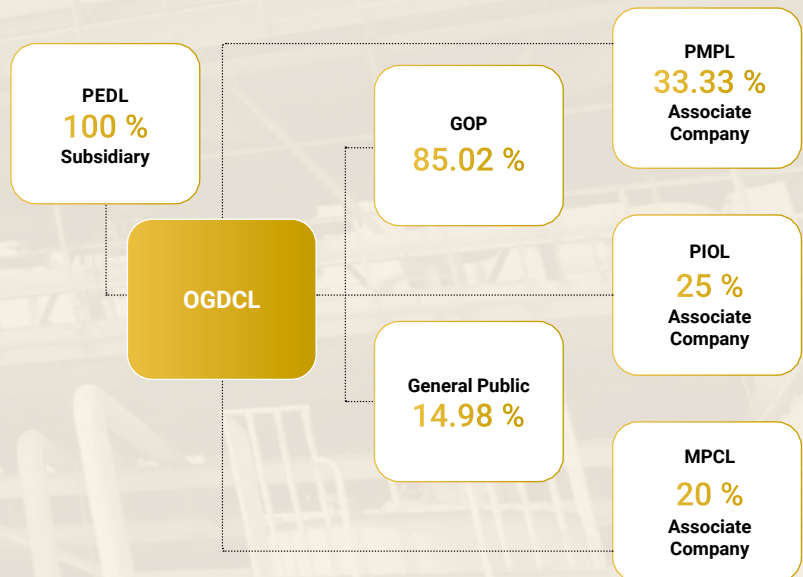 PEDL
100 %
Subsidiary
OGDCL
GOP
85.02 %
General Public
14.98 %
PMPL
33.33 %
Associate
Company
PIOL
25 %
Associate
Company
MPCL
20 %
Associate
Company